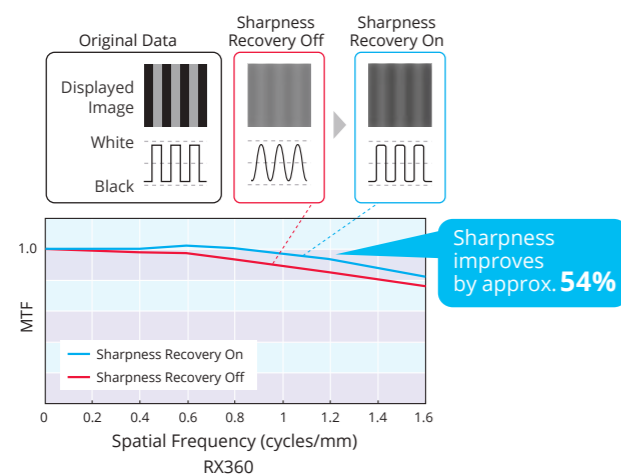 Original Data
Sharpness
Recovery Off
Sharpness
Recovery On
Displayed
Image
White
Black
1.0
MTF
Sharpness
improves
by approx. 54%
Sharpness Recovery On
Sharpness Recovery Off
0 0.2 0.4 0.6 0.8 1 1.2 1.4 1.6
Spatial Frequency (cycles/mm)
RX360